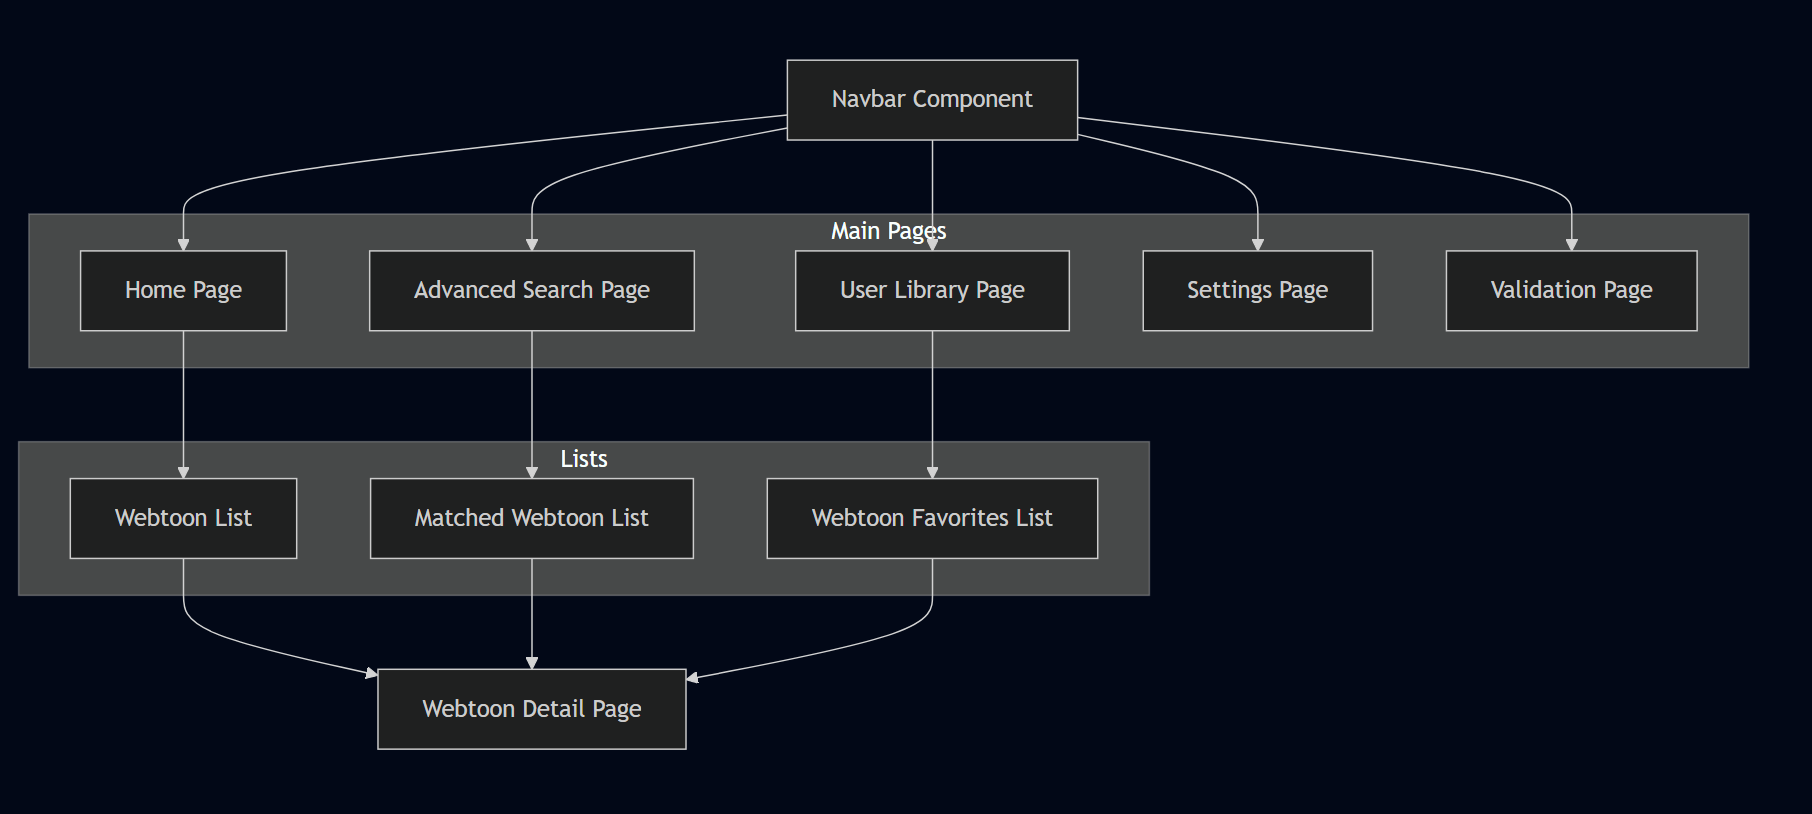 Navbar Component
Main Pages
Home Page
Advanced Search Page
User Library Page
Settings Page
Validation Page
Lists
Webtoon List
Matched Webtoon List
Webtoon Favorites List
Webtoon Detail Page